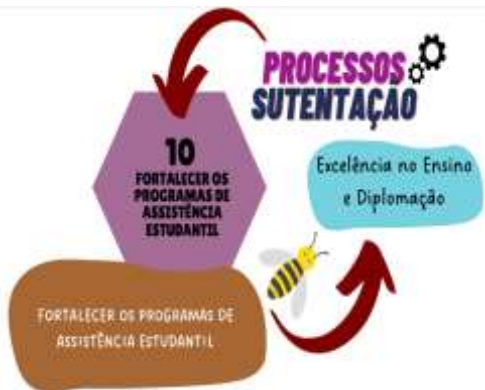 PROCESSOS
SUTENTAÇÃO
10
FORTALECER OS
PROGRAMAS DE
ASSISTÊNCIA
ESTUDANTIL
Excelência no Ensino
e Diplomação
FORTALECER OS PROGRAMAS DE
ASSISTÊNCIA ESTUDANTIL